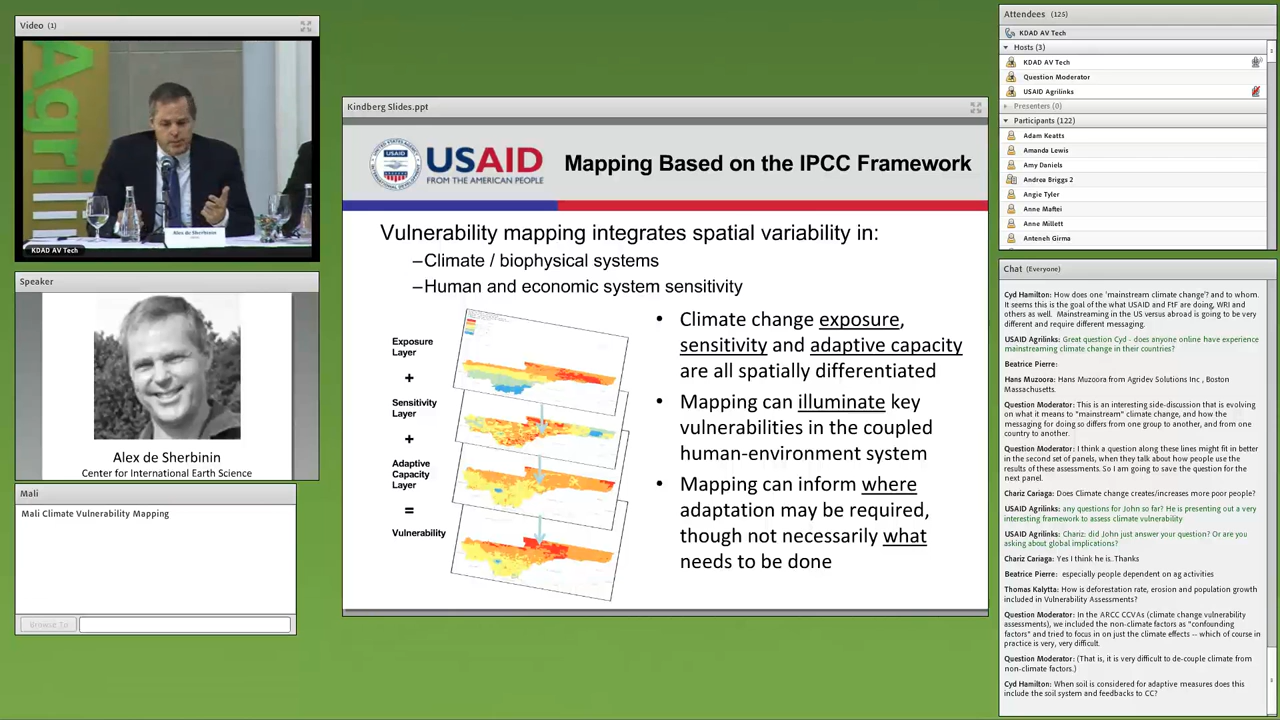 Video (1)
Agri
Alex de Sherbinin
KDAD AV Tech
Speaker
Alex de Sherbinin
Center for International Earth Science
Mali
Mali Climate Vulnerability Mapping
Browse To
Kindberg Slides.ppt
USAID
USAID
FROM THE AMERICAN PEOPLE
Mapping Based on the IPCC Framework
Vulnerability mapping integrates spatial variability in:
–Climate / biophysical systems
–Human and economic system sensitivity
Exposure
Layer
+
Sensitivity
Layer
+
Adaptive
Capacity
Layer
=
Vulnerability
• Climate change exposure,
sensitivity and adaptive capacity
are all spatially differentiated
• Mapping can illuminate key
vulnerabilities in the coupled
human-environment system
• Mapping can inform where
adaptation may be required,
though not necessarily what
needs to be done
Attendees (125)
KDAD AV Tech
Hosts (3)
KDAD AV Tech
Question Moderator
USAID Agrilinks
Presenters (0)
Participants (122)
Adam Keatts
Amanda Lewis
Amy Daniels
Andrea Briggs 2
Angie Tyler
Anne Maftei
Anne Millett
Anteneh Girma
Chat (Everyone)
Cyd Hamilton: How does one 'mainstream climate change'? and to whom.
It seems this is the goal of the what USAID and FtF are doing, WRI and
others as well. Mainstreaming in the US versus abroad is going to be very
different and require different messaging.
USAID Agrilinks: Great question Cyd - does anyone online have experience
mainstreaming climate change in their countries?
Beatrice Pierre:
Hans Muzoora: Hans Muzoora from Agridev Solutions Inc , Boston
Massachusetts.
Question Moderator: This is an interesting side-discussion that is evolving
on what it means to "mainstream" climate change, and how the
messaging for doing so differs from one group to another, and from one
country to another.
Question Moderator: I think a question along these lines might fit in better
in the second set of panels, when they talk about how people use the
results of these assessments. So I am going to save the question for the
next panel.
Chariz Cariaga: Does Climate change creates/increases more poor people?
USAID Agrilinks: any questions for John so far? He is presenting out a very
interesting framework to assess climate vulnerability
USAID Agrilinks: Chariz: did John just answer your question? Or are you
asking about global implications?
Chariz Cariaga: Yes I think he is. Thanks
Beatrice Pierre: especially people dependent on ag activities
Thomas Kalytta: How is deforestation rate, erosion and population growth
included in Vulnerability Assessments?
Question Moderator: In the ARCC CCVAs (climate change vulnerability
assessments), we included the non-climate factors as "confounding
factors" and tried to focus in on just the climate effects -- which of course in
practice is very, very difficult.
Question Moderator: (That is, it is very difficult to de-couple climate from
non-climate factors.)
Cyd Hamilton: When soil is considered for adaptive measures does this
include the soil system and feedbacks to CC?